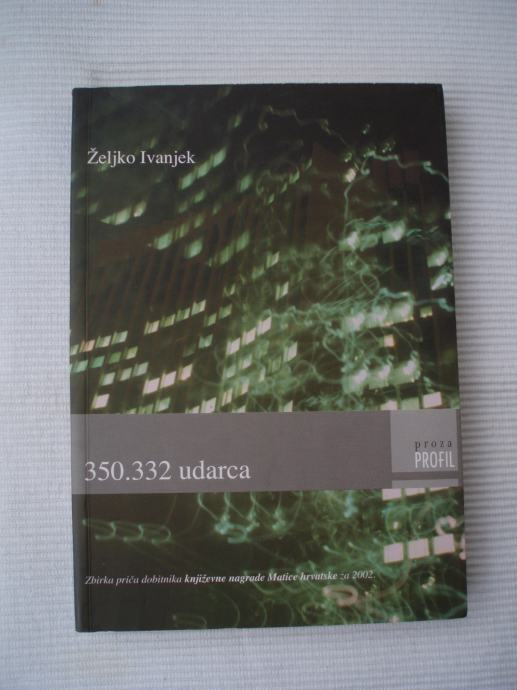 Željko Ivanjek
proza
PROFIL
350.332 udarca
Zbirka priča dobitnika književne nagrade Matice hrvatske za 2002.